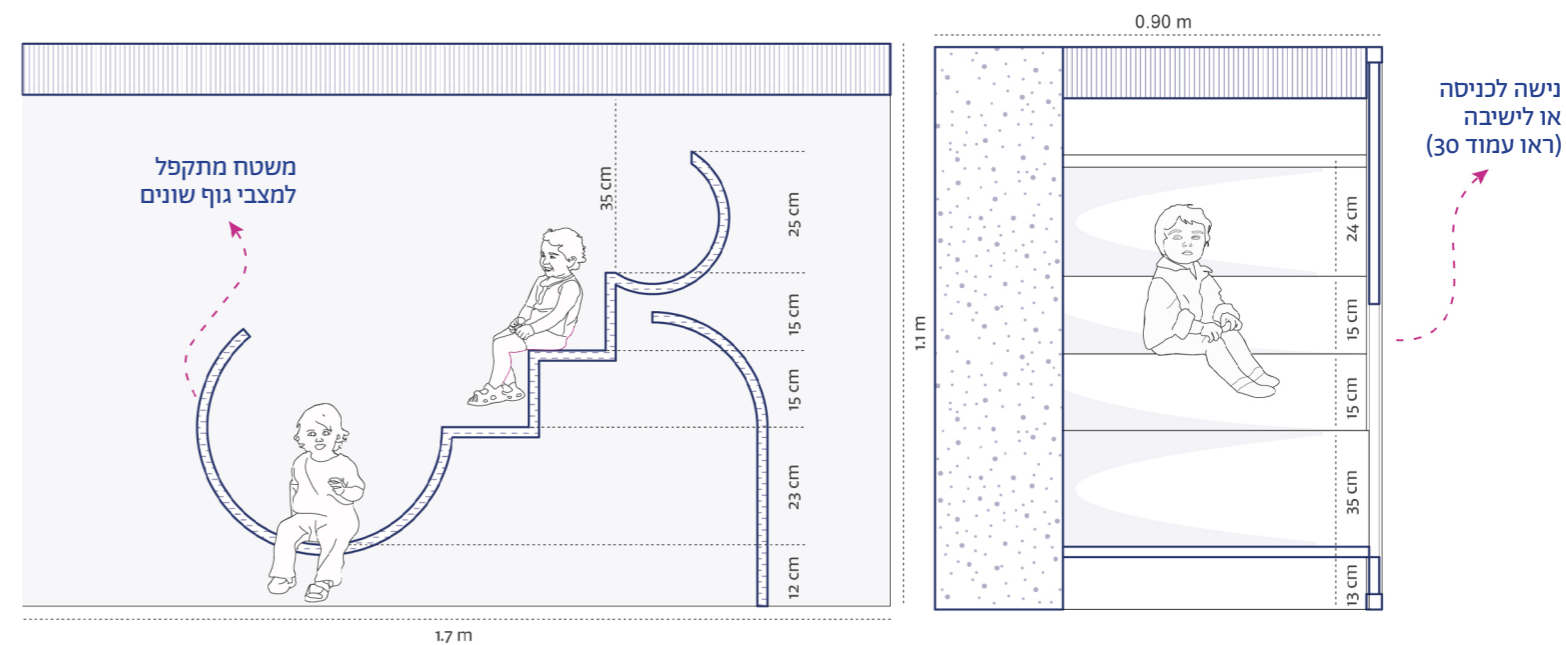 0.90 m
נישה לכניסה
או לישיבה
(ראו עמוד 30)
משטח מתקפל
למצבי גוף שונים
35 cm
25 cm
15 cm
15 cm
23 cm
12 cm
1.1 m
24 cm
15 cm
15 cm
35 cm
13 cm
1.7 m